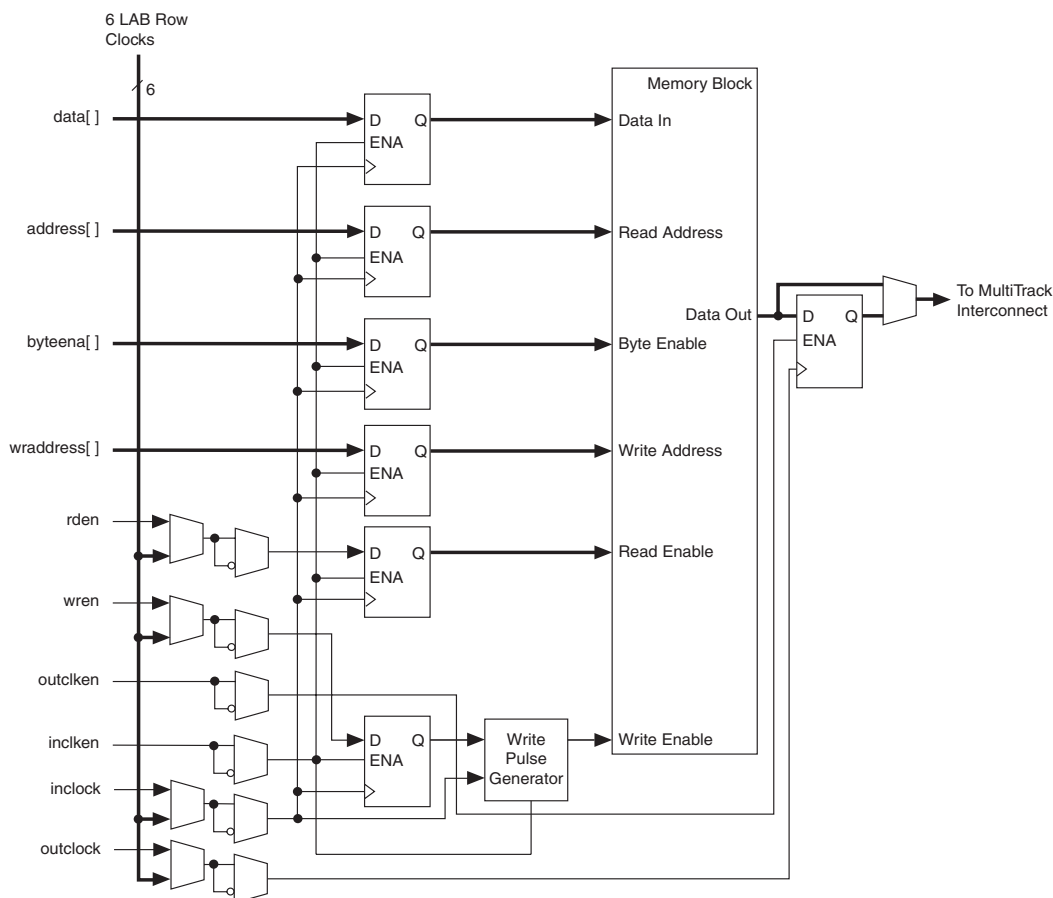 6 LAB Row
Clocks
6
Memory Block
data[ ]
D Q
ENA
Data In
address[ ]
D Q
ENA
Read Address
To MultiTrack
Interconnect
Data Out
D Q
ENA
byteena[ ]
D Q
ENA
Byte Enable
wraddress[ ]
D Q
ENA
Write Address
rden
D Q
ENA
Read Enable
wren
outclken
inclken
D Q
ENA
Write
Pulse
Generator
Write Enable
inclock
outclock